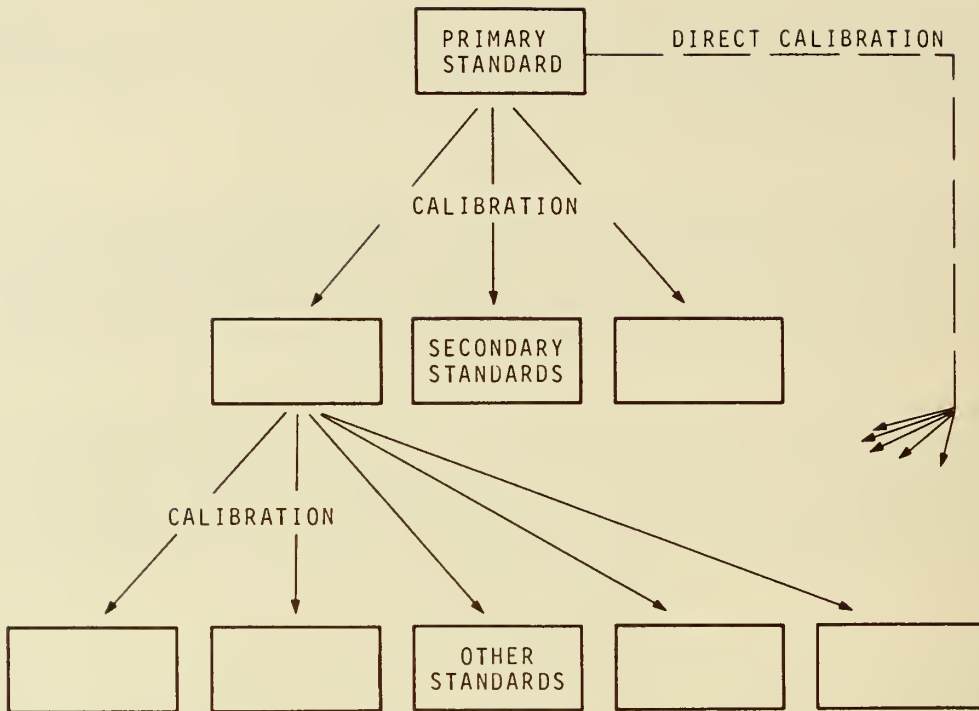 PRIMARY
STANDARD
DIRECT CALIBRATION
CALIBRATION
SECONDARY
STANDARDS
CALIBRATION
OTHER
STANDARDS